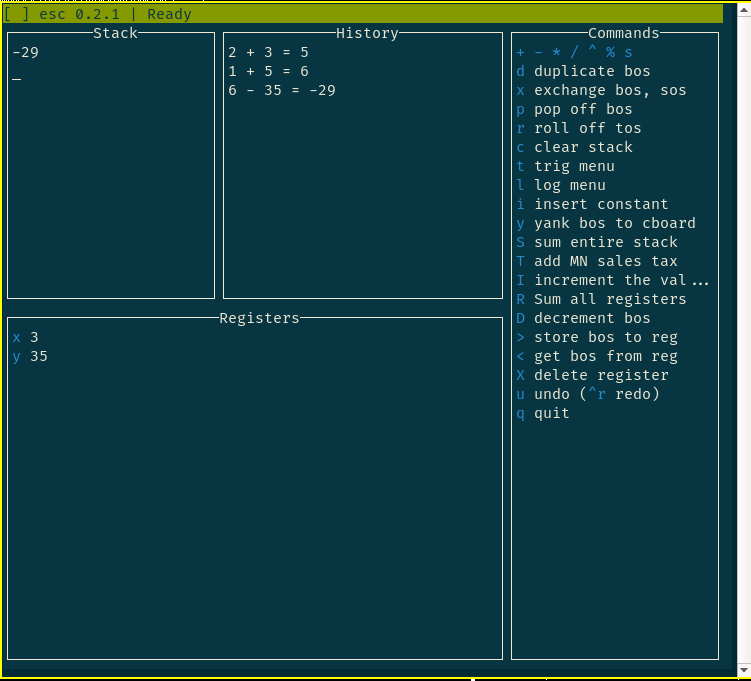 [ ] esc 0.2.1 | Ready
Stack
-29
_
History
2 + 3 = 5
1 + 5 = 6
6 - 35 = -29
Registers
x 3
y 35
Commands
+ - * / ^ % s
d duplicate bos
x exchange bos, sos
p pop off bos
r roll off tos
c clear stack
t trig menu
l log menu
i insert constant
y yank bos to cboard
S sum entire stack
T add MN sales tax
I increment the val...
R Sum all registers
D decrement bos
> store bos to reg
< get bos from reg
X delete register
u undo (^r redo)
q quit